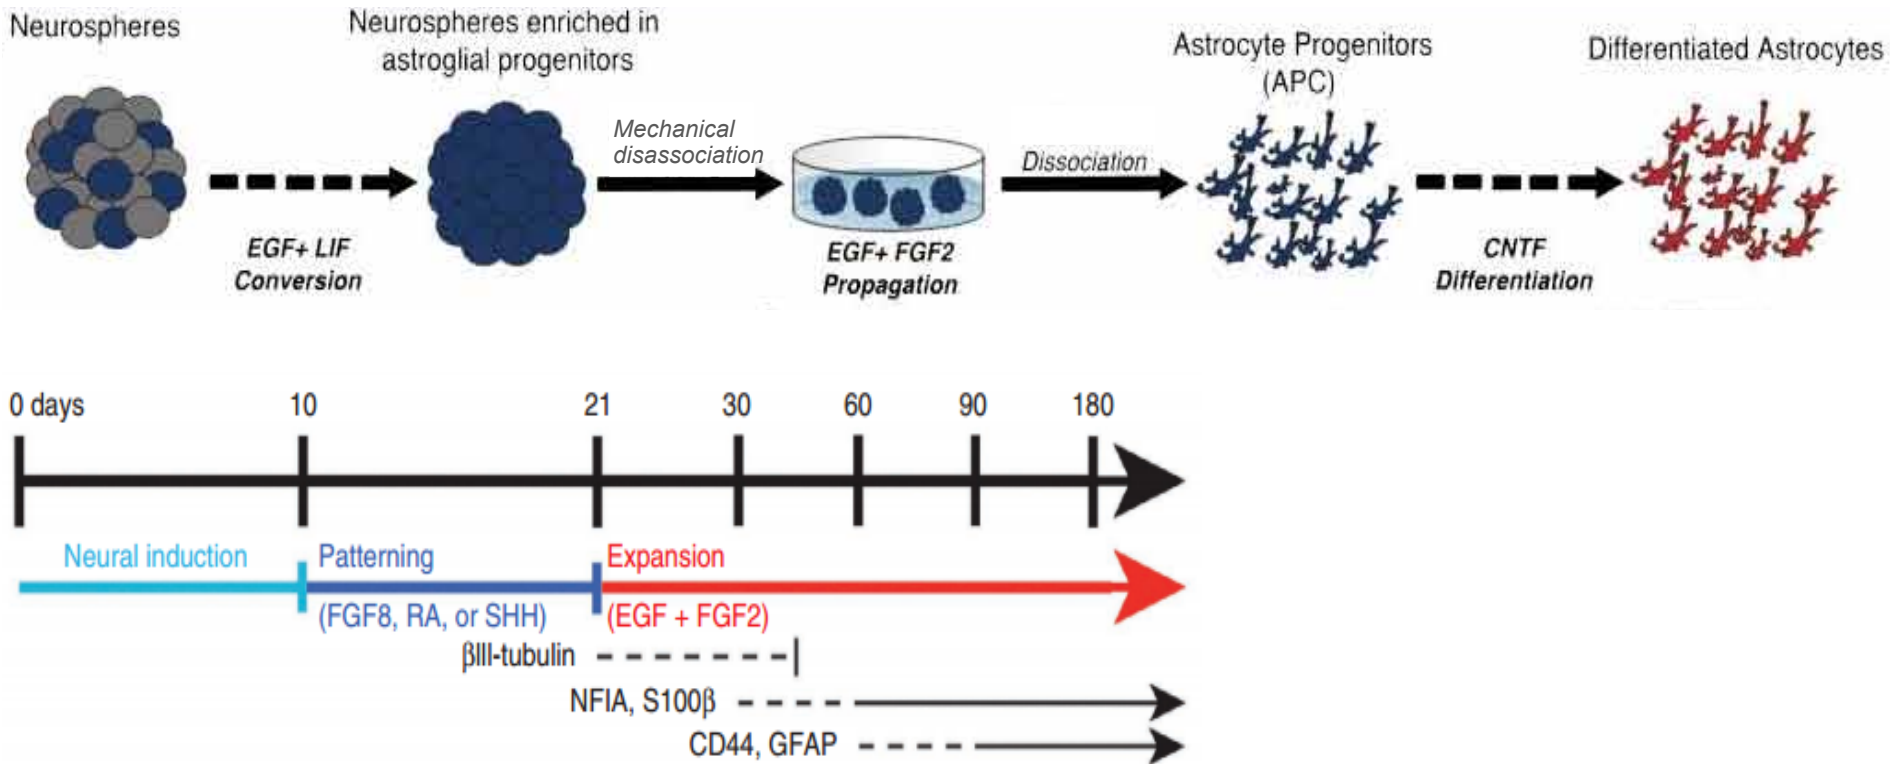 Neurospheres
Neurospheres enriched in
astroglial progenitors
Astrocyte Progenitors
(APC)
Differentiated Astrocytes
Mechanical
disassociation
Dissociation
EGF+ LIF
Conversion
EGF+ FGF2
Propagation
CNTF
Differentiation
0 days 10 21 30 60 90 180
Neural induction Patterning Expansion
(FGF8, RA, or SHH) (EGF + FGF2)
βIII-tubulin
NFIA, S100β
CD44, GFAP